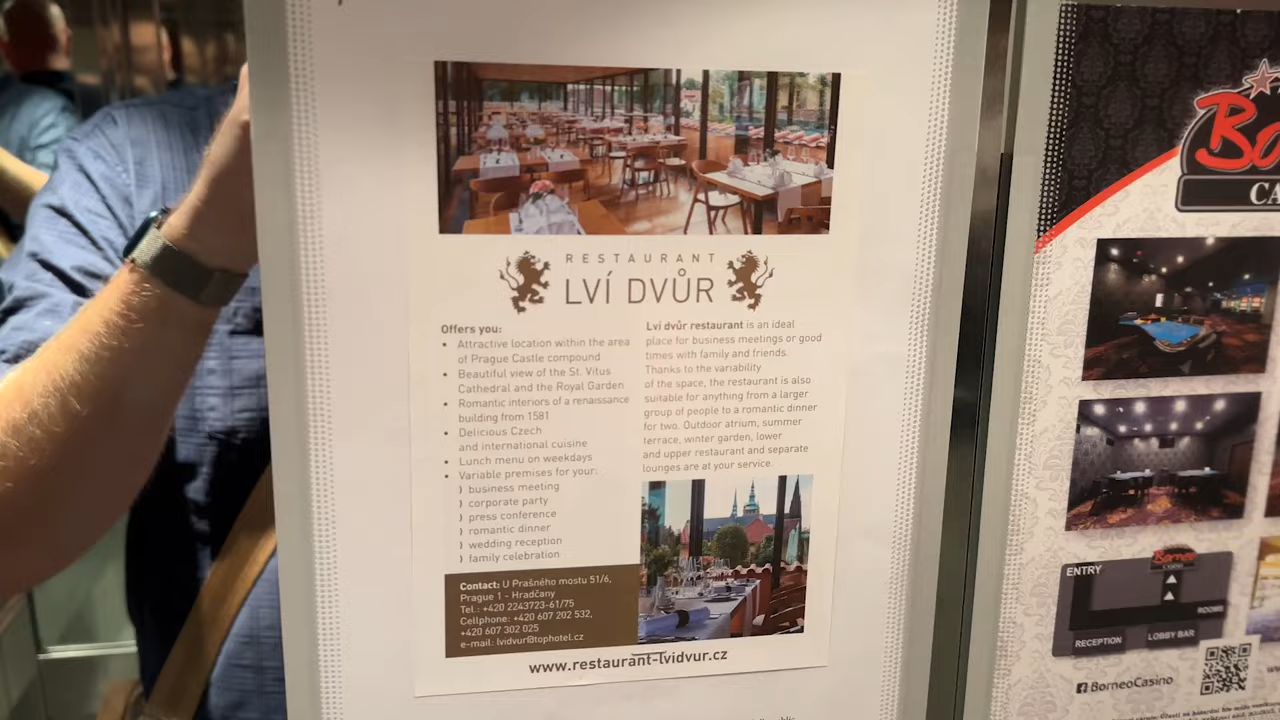 RESTAURANT
LVÍ DVŮR
Offers you:
• Attractive location within the area
of Prague Castle compound
• Beautiful view of the St. Vitus
Cathedral and the Royal Garden
• Romantic interiors of a renaissance
building from 1581
• Delicious Czech
and international cuisine
• Lunch menu on weekdays
• Variable premises for your:
) business meeting
) corporate party
) press conference
) romantic dinner
) wedding reception
) family celebration
Lví dvůr restaurant is an ideal
place for business meetings or good
times with family and friends.
Thanks to the variability
of the space, the restaurant is also
suitable for anything from a larger
group of people to a romantic dinner
for two. Outdoor atrium, summer
terrace, winter garden, lower
and upper restaurant and separate
lounges are at your service.
Contact: U Prašného mostu 51/6,
Prague 1 - Hradčany
Tel.: +420 2243723-61/75
Cellphone: +420 607 202 532,
+420 607 302 025
e-mail: lvidvur@tophotel.cz
www.restaurant-lvidvur.cz
Bo
CA
ENTRY
Borneo
CASINO
ROOMS
RECEPTION
LOBBY BAR
BorneoCasino